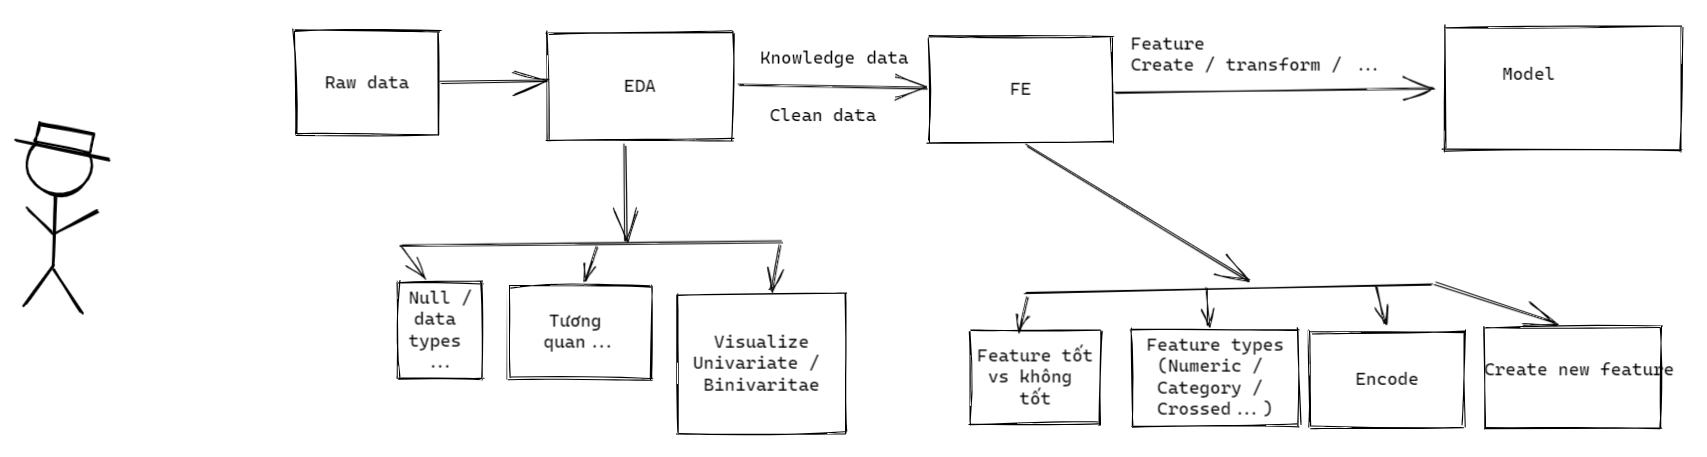 Raw data
EDA
Knowledge data
Clean data
FE
Feature
Create / transform / ...
Model
Null /
data
types
...
Tương
quan ...
Visualize
Univariate /
Binivaritae
Feature tốt
vs không
tốt
Feature types
(Numeric /
Category /
Crossed ... )
Encode
Create new feature